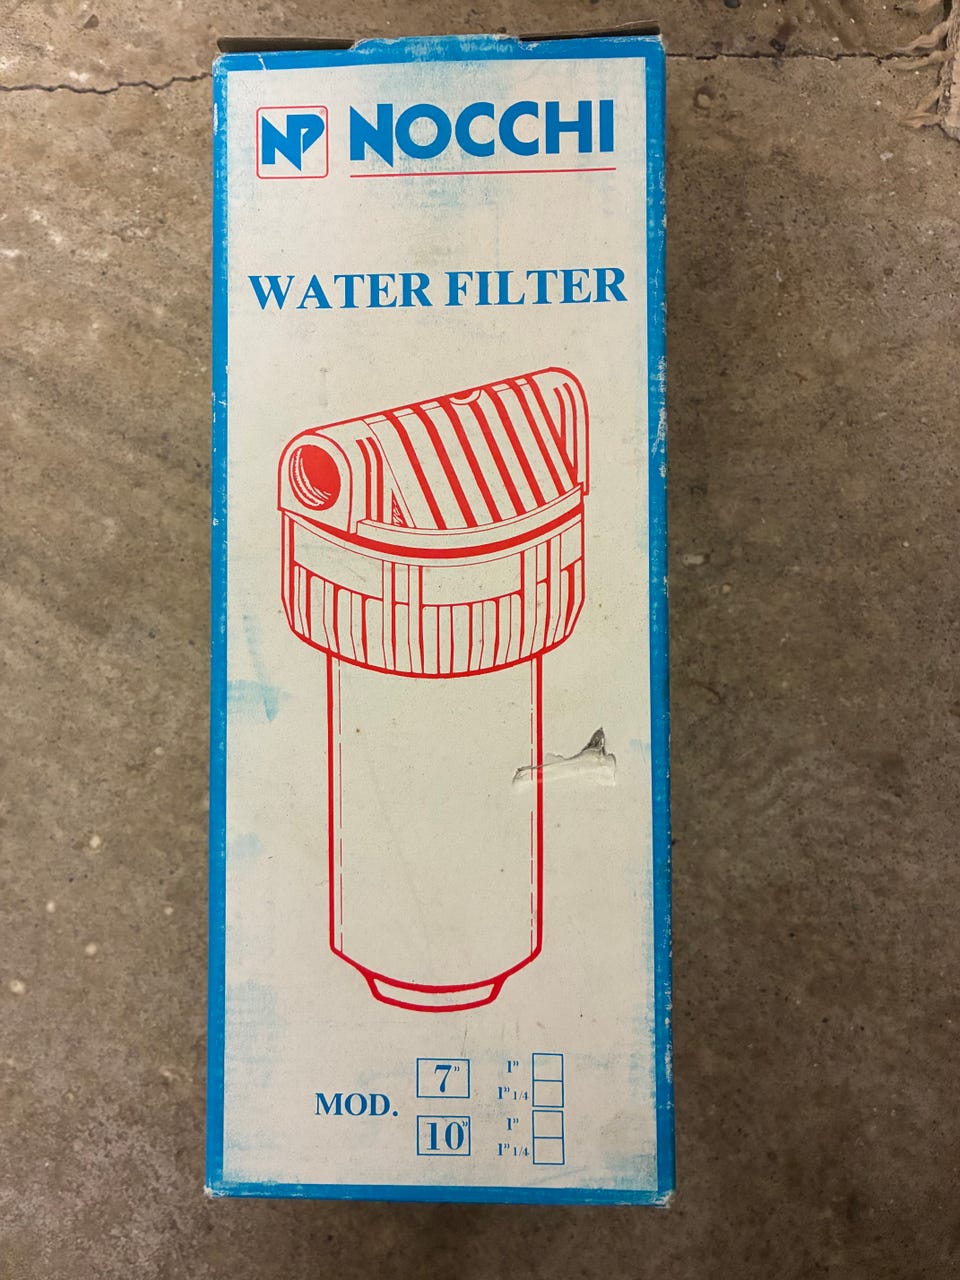 NP NOCCHI
WATER FILTER
MOD.
7” 1”
1” 1/4
10” 1”
1” 1/4